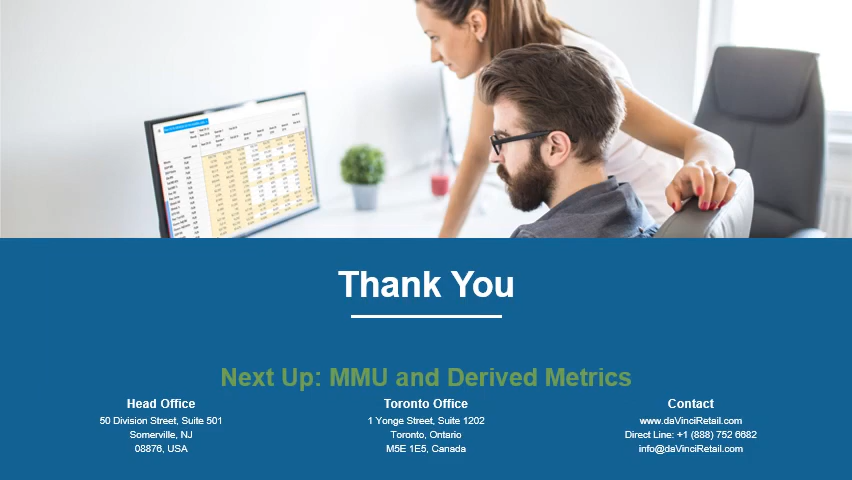 Thank You
Next Up: MMU and Derived Metrics
Head Office
50 Division Street, Suite 501
Somerville, NJ
08876, USA
Toronto Office
1 Yonge Street, Suite 1202
Toronto, Ontario
M5E 1E5, Canada
Contact
www.daVinciRetail.com
Direct Line: +1 (888) 752 6682
info@daVinciRetail.com